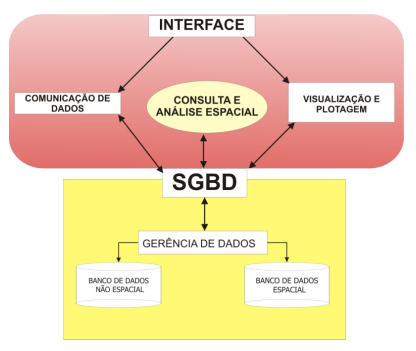 INTERFACE
COMUNICAÇÃO DE
DADOS
CONSULTA E
ANÁLISE ESPACIAL
VISUALIZAÇÃO E
PLOTAGEM
SGBD
GERÊNCIA DE DADOS
BANCO DE DADOS
NÃO ESPACIAL
BANCO DE DADOS
ESPACIAL